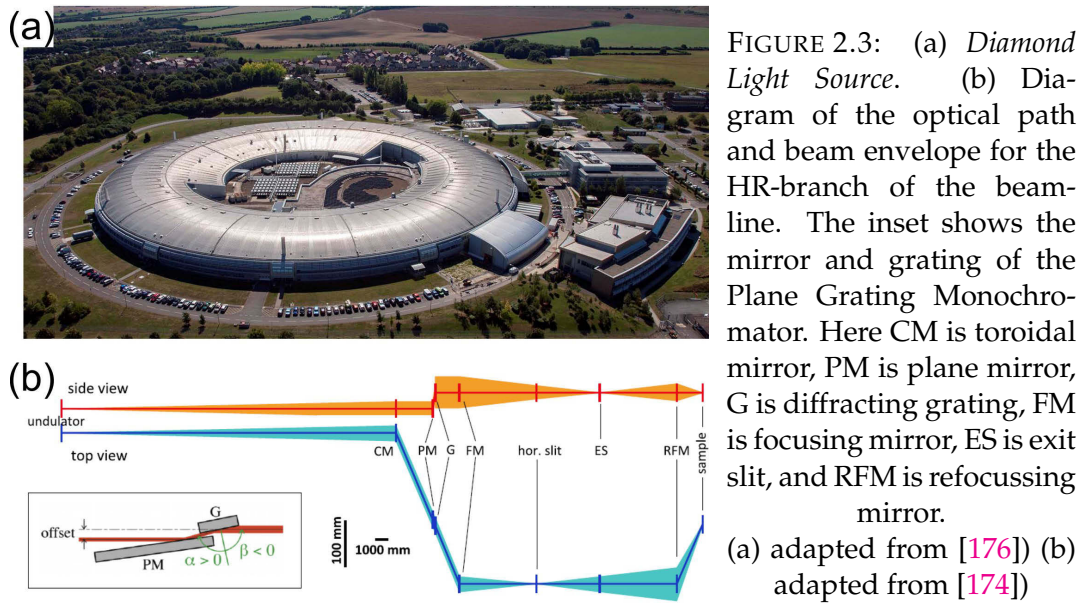 (a)
(b)
side view
undulator
top view
CM
PM
G
FM
hor. slit
ES
RFM
sample
100 mm
1000 mm
offset
G
α > 0
β < 0
PM
FIGURE 2.3: (a) Diamond
Light Source. (b) Dia-
gram of the optical path
and beam envelope for the
HR-branch of the beam-
line. The inset shows the
mirror and grating of the
Plane Grating Monochro-
mator. Here CM is toroidal
mirror, PM is plane mirror,
G is diffracting grating, FM
is focusing mirror, ES is exit
slit, and RFM is refocussing
mirror.
(a) adapted from [176]) (b)
adapted from [174])